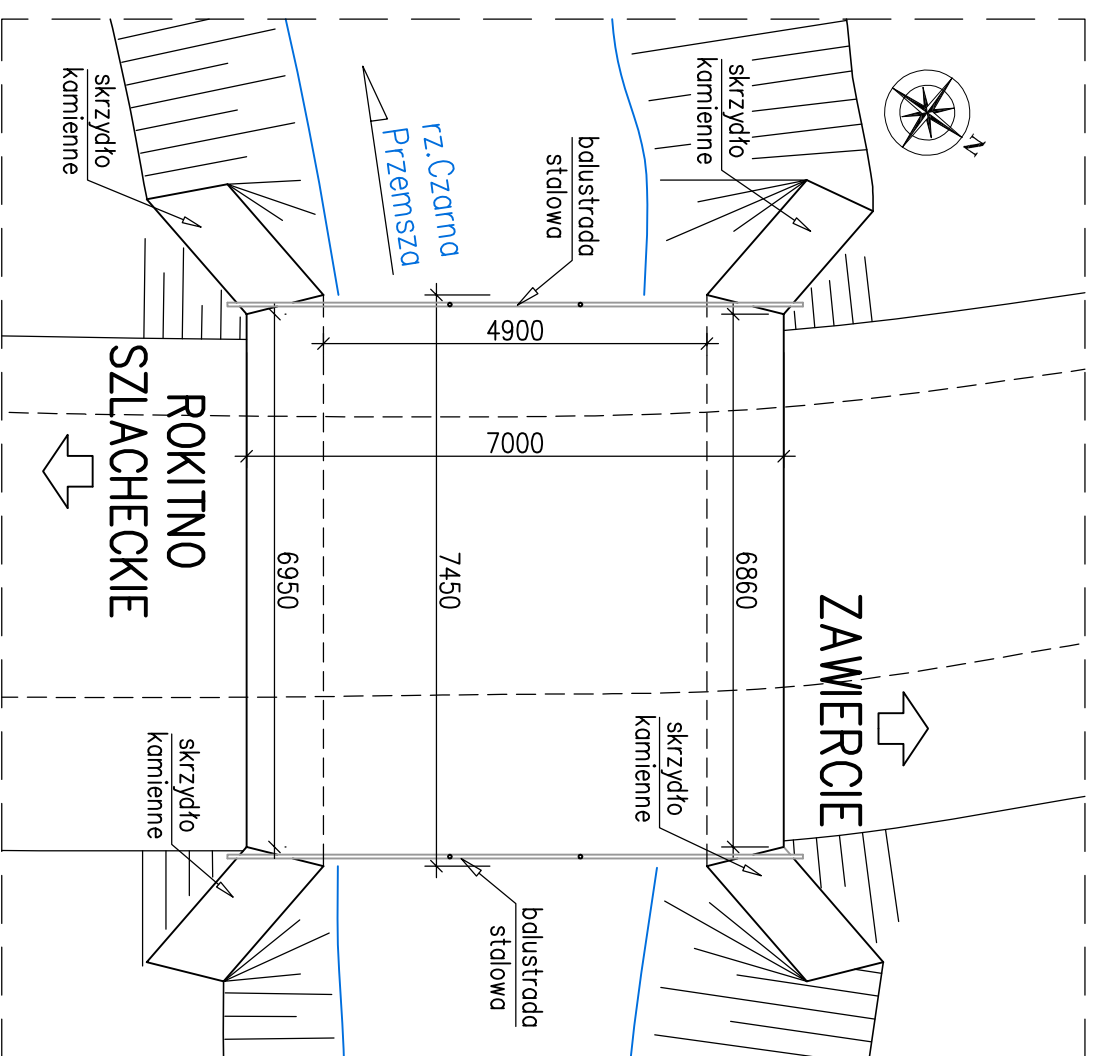 skrzydło
kamienne
rz.Czarna
Przemsza
balustrada
stalowa
skrzydło
kamienne
N
4900
7000
6950
7450
6860
ROKITNO
SZLACHECKIE
ZAWIERCIE
skrzydło
kamienne
balustrada
stalowa
skrzydło
kamienne